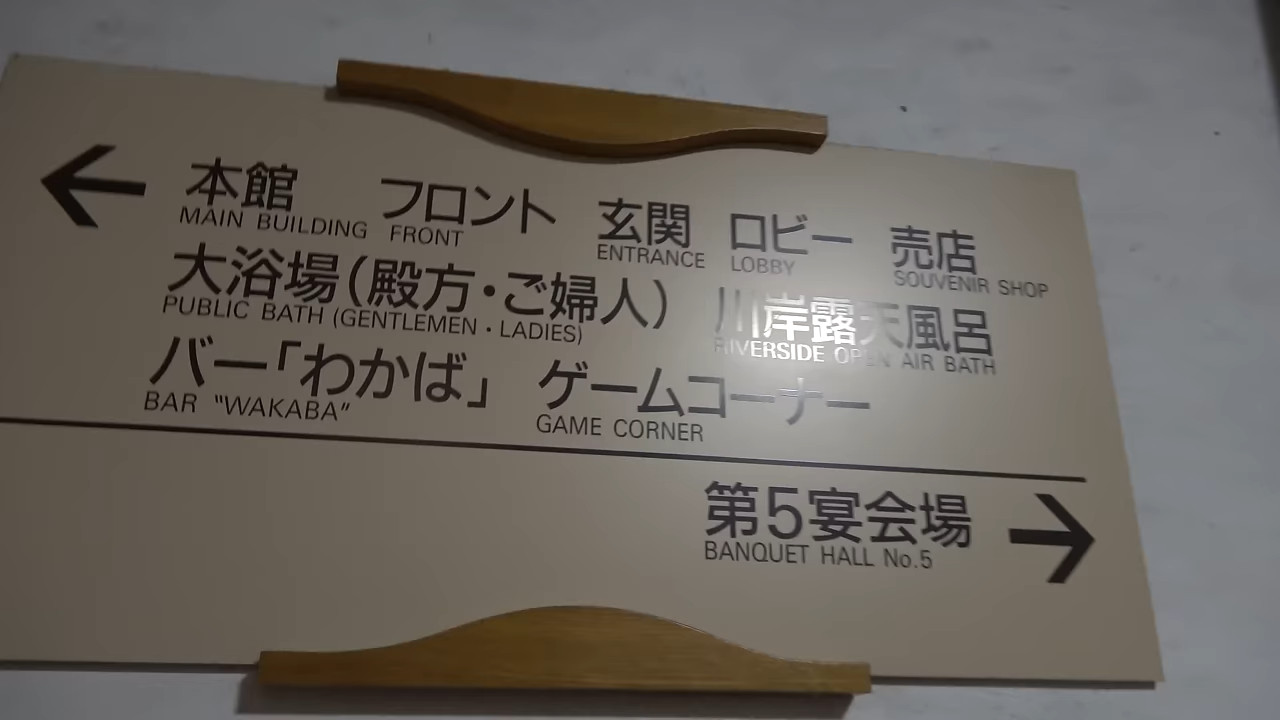 ← 本館 フロント 玄関 ロビー 売店
MAIN BUILDING FRONT ENTRANCE LOBBY SOUVENIR SHOP
大浴場(殿方・ご婦人) 川岸露天風呂
PUBLIC BATH (GENTLEMEN・LADIES) RIVERSIDE OPEN AIR BATH
バー「わかば」 ゲームコーナー
BAR "WAKABA" GAME CORNER
第5宴会場 →
BANQUET HALL No.5